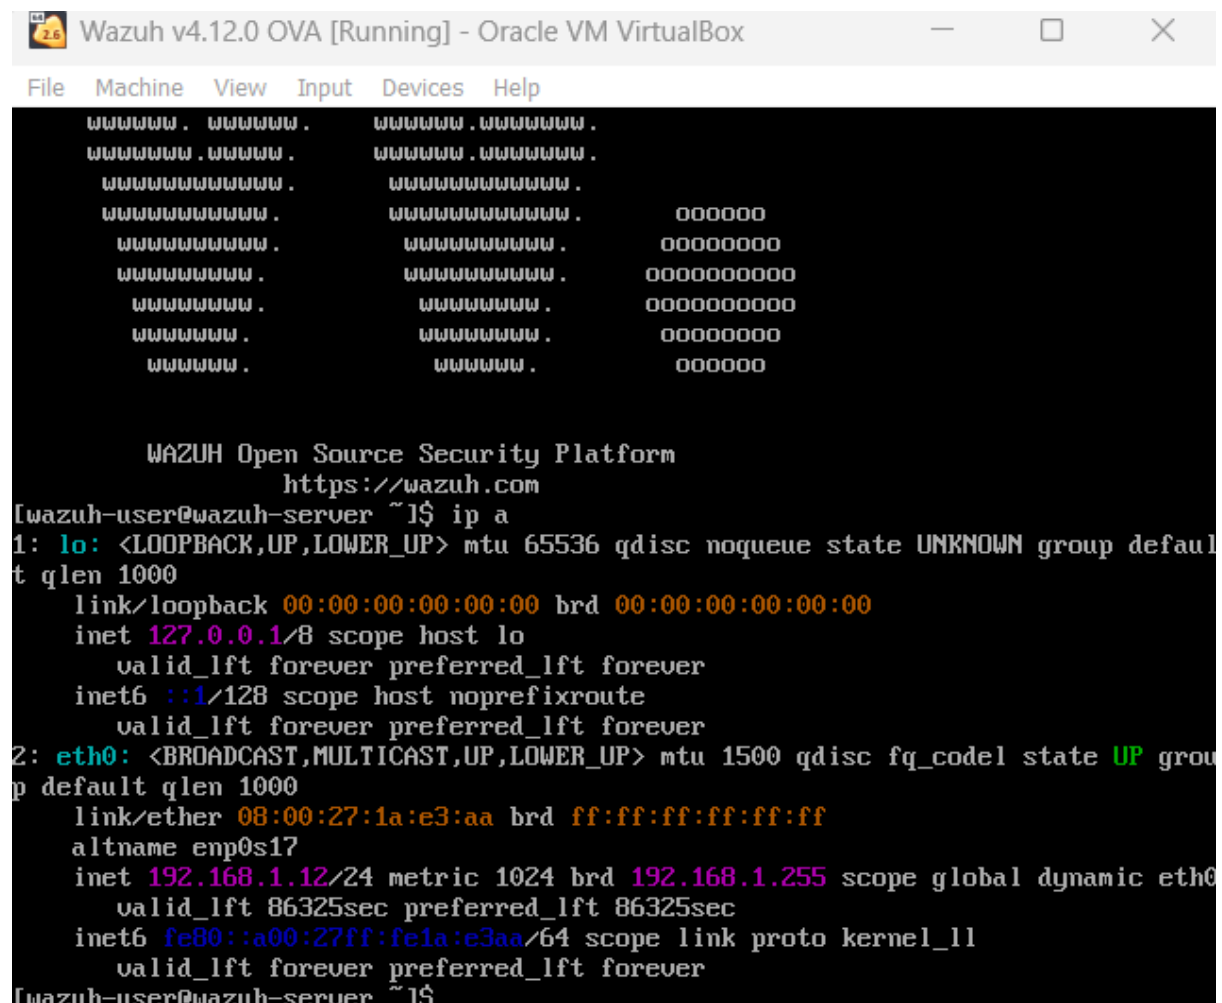 Wazuh v4.12.0 OVA [Running] - Oracle VM VirtualBox
File Machine View Input Devices Help
wwwwww. wwwwww. wwwwww.wwwwwww.
wwwwwww.wwwww. wwwwww.wwwwwww.
wwwwwwwwwwww. wwwwwwwwwwww.
wwwwwwwwwww. wwwwwwwwwwww. oooooo
wwwwwwwwww. wwwwwwwwww. oooooooo
wwwwwwwww. wwwwwwwwww. oooooooooo
wwwwwwww. wwwwwwww. oooooooooo
wwwwwww. wwwwwwww. oooooooo
wwwwww. wwwwww. oooooo
WAZUH Open Source Security Platform
https://wazuh.com
[wazuh-user@wazuh-server ~]$ ip a
1: lo: <LOOPBACK,UP,LOWER_UP> mtu 65536 qdisc noqueue state UNKNOWN group defaul
t qlen 1000
link/loopback 00:00:00:00:00:00 brd 00:00:00:00:00:00
inet 127.0.0.1/8 scope host lo
valid_lft forever preferred_lft forever
inet6 ::1/128 scope host noprefixroute
valid_lft forever preferred_lft forever
2: eth0: <BROADCAST,MULTICAST,UP,LOWER_UP> mtu 1500 qdisc fq_codel state UP grou
p default qlen 1000
link/ether 08:00:27:1a:e3:aa brd ff:ff:ff:ff:ff:ff
altname enp0s17
inet 192.168.1.12/24 metric 1024 brd 192.168.1.255 scope global dynamic eth0
valid_lft 86325sec preferred_lft 86325sec
inet6 fe80::a00:27ff:fe1a:e3aa/64 scope link proto kernel_ll
valid_lft forever preferred_lft forever
[wazuh-user@wazuh-server ~]$